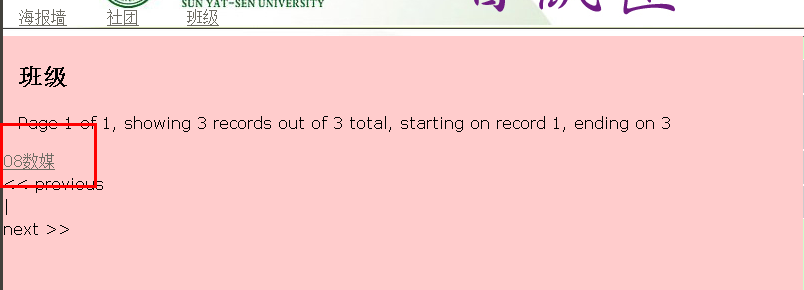 SUN YAT-SEN UNIVERSITY
海报墙 社团 班级
班级
Page 1 of 1, showing 3 records out of 3 total, starting on record 1, ending on 3
08数媒
<< previous
|
next >>